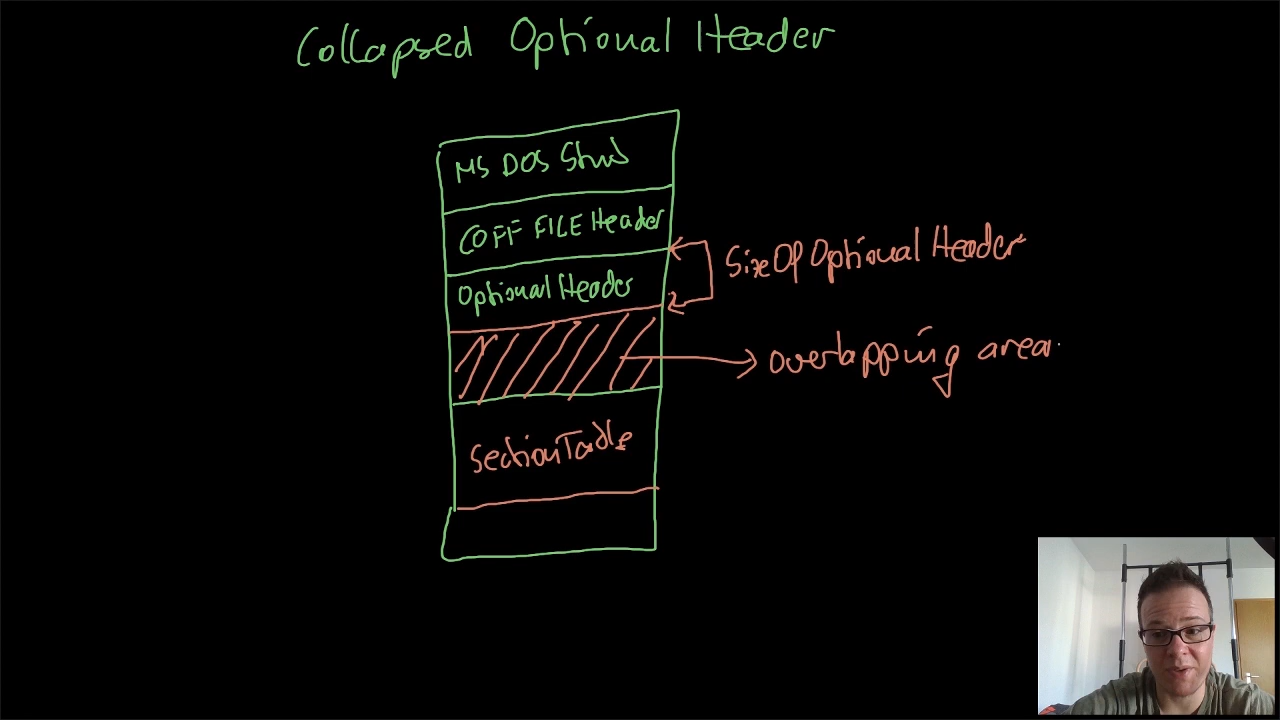 Collapsed Optional Header
MS DOS Stub
COFF FILE Header
Optional Header
SizeOfOptionalHeader
overlapping area
SectionTable